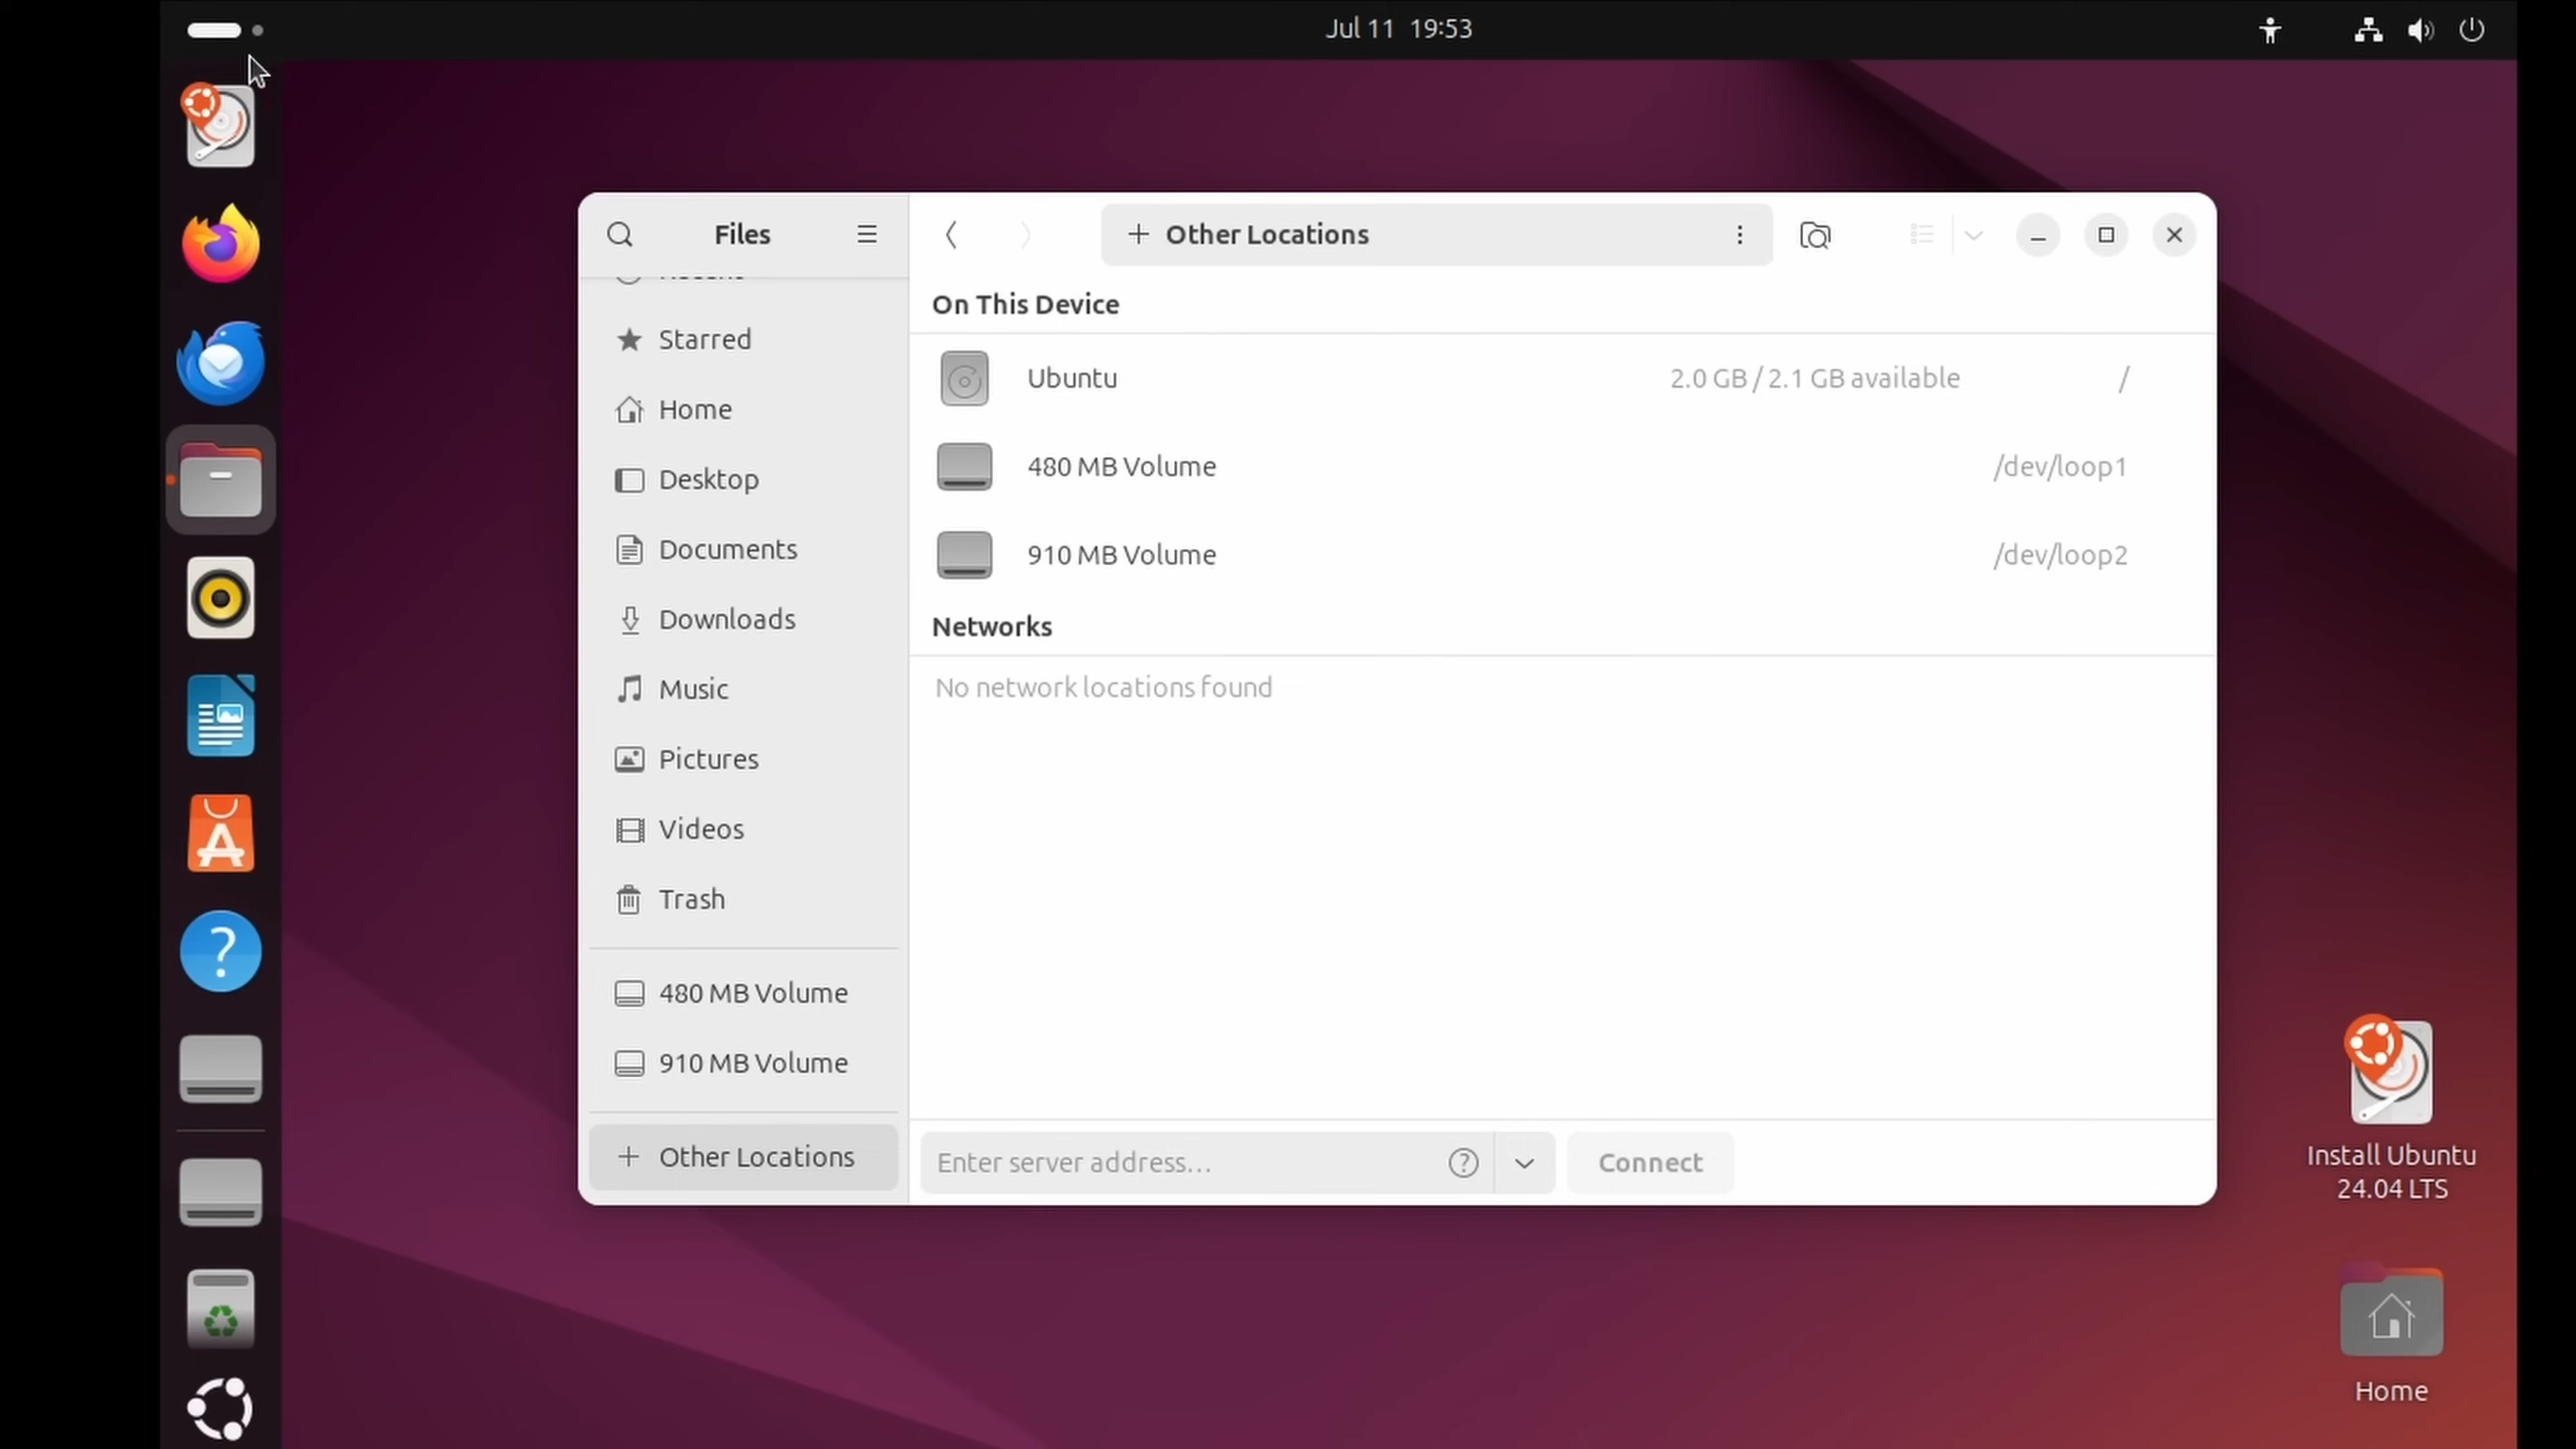 Jul 11 19:53
Files
+ Other Locations
Starred
Home
Desktop
Documents
Downloads
Music
Pictures
Videos
Trash
480 MB Volume
910 MB Volume
+ Other Locations
On This Device
Ubuntu 2.0 GB / 2.1 GB available /
480 MB Volume /dev/loop1
910 MB Volume /dev/loop2
Networks
No network locations found
Enter server address... Connect
Install Ubuntu
24.04 LTS
Home